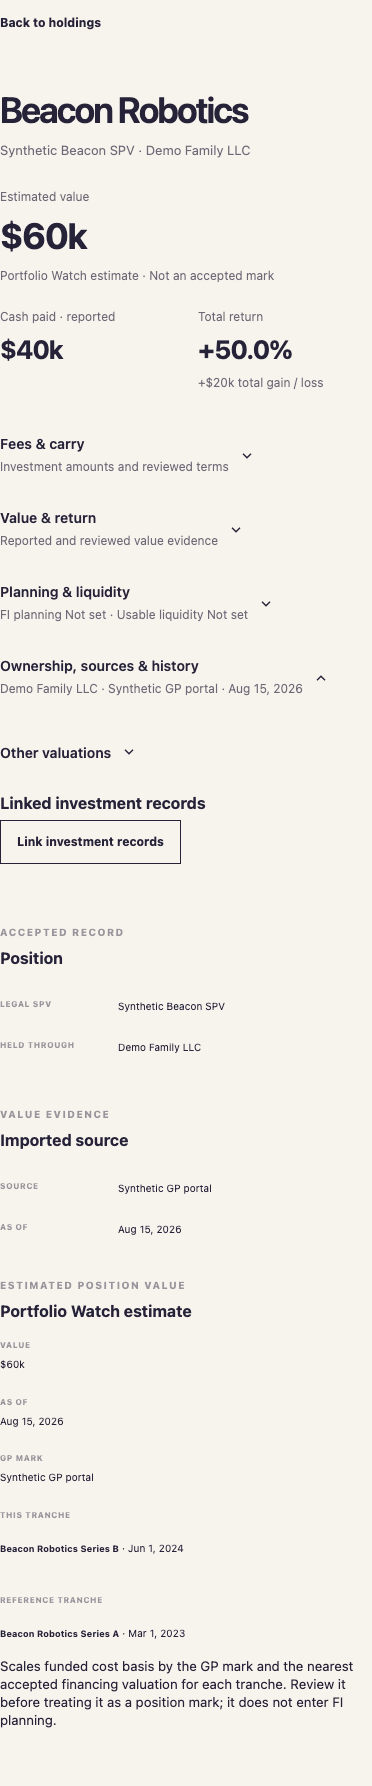 Back to holdings
Beacon Robotics
Synthetic Beacon SPV · Demo Family LLC
Estimated value
$60k
Portfolio Watch estimate · Not an accepted mark
Cash paid · reported
$40k
Total return
+50.0%
+$20k total gain / loss
Fees & carry
Investment amounts and reviewed terms
Value & return
Reported and reviewed value evidence
Planning & liquidity
FI planning Not set · Usable liquidity Not set
Ownership, sources & history
Demo Family LLC · Synthetic GP portal · Aug 15, 2026
Other valuations
Linked investment records
Link investment records
ACCEPTED RECORD
Position
LEGAL SPV
Synthetic Beacon SPV
HELD THROUGH
Demo Family LLC
VALUE EVIDENCE
Imported source
SOURCE
Synthetic GP portal
AS OF
Aug 15, 2026
ESTIMATED POSITION VALUE
Portfolio Watch estimate
VALUE
$60k
AS OF
Aug 15, 2026
GP MARK
Synthetic GP portal
THIS TRANCHE
Beacon Robotics Series B · Jun 1, 2024
REFERENCE TRANCHE
Beacon Robotics Series A · Mar 1, 2023
Scales funded cost basis by the GP mark and the nearest
accepted financing valuation for each tranche. Review it
before treating it as a position mark; it does not enter FI
planning.